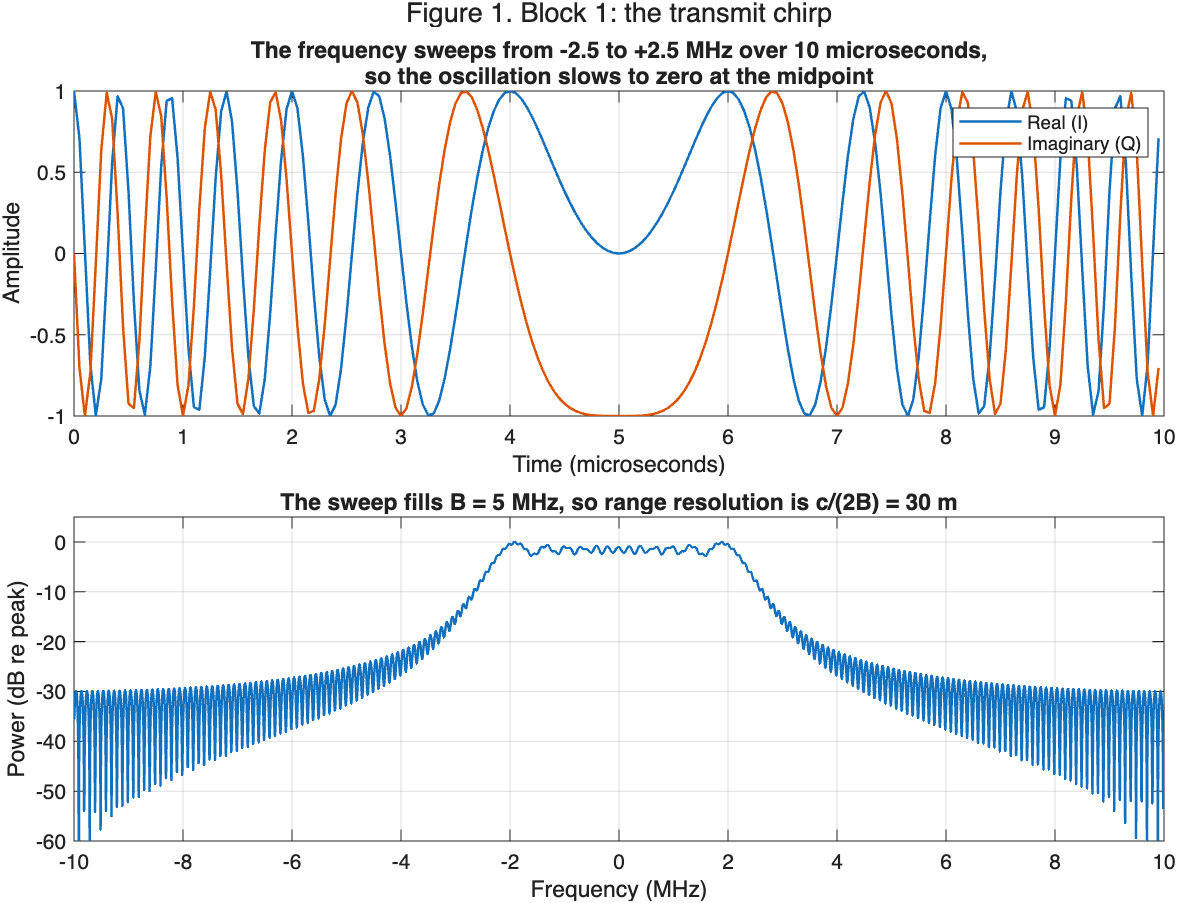 Figure 1. Block 1: the transmit chirp
The frequency sweeps from -2.5 to +2.5 MHz over 10 microseconds,
so the oscillation slows to zero at the midpoint
1
0.5
0
-0.5
-1
Amplitude
Real (I)
Imaginary (Q)
0 1 2 3 4 5 6 7 8 9 10
Time (microseconds)
The sweep fills B = 5 MHz, so range resolution is c/(2B) = 30 m
0
-10
-20
-30
-40
-50
-60
Power (dB re peak)
-10 -8 -6 -4 -2 0 2 4 6 8 10
Frequency (MHz)